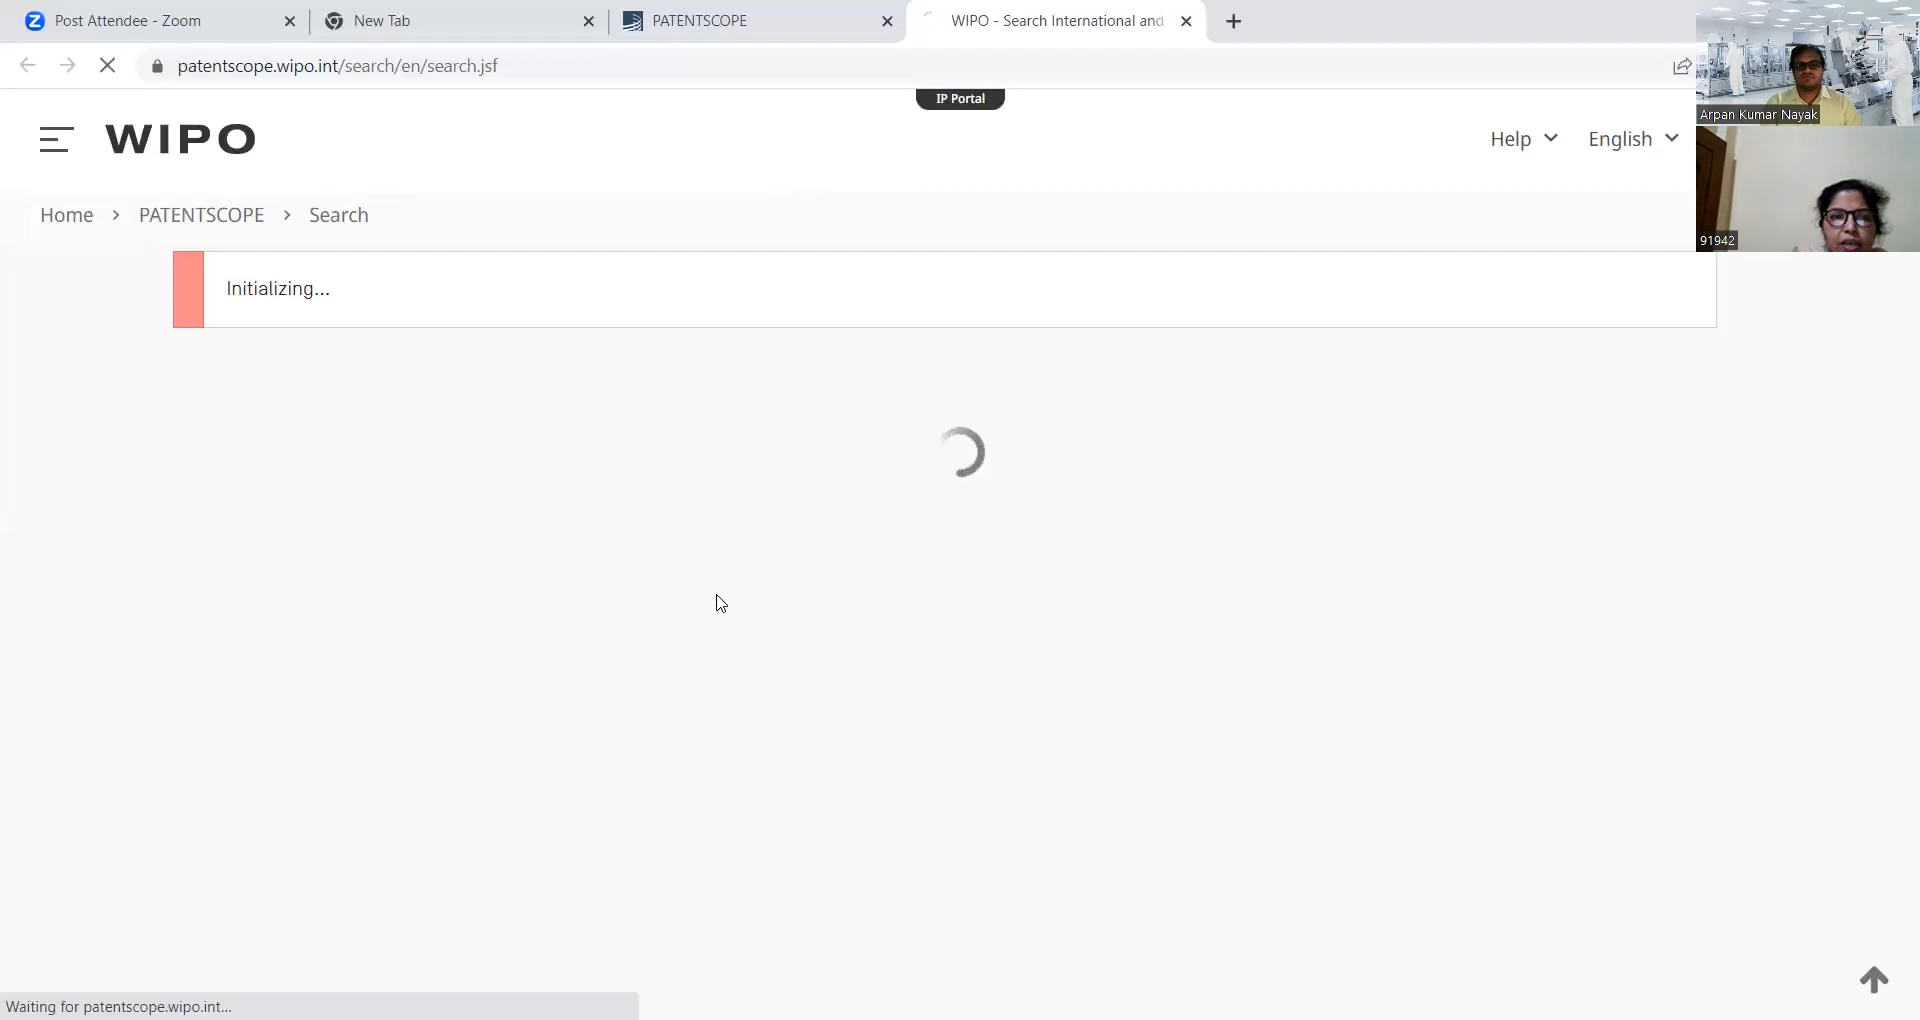 Post Attendee - Zoom
New Tab
PATENTSCOPE
WIPO - Search International and
patentscope.wipo.int/search/en/search.jsf
IP Portal
WIPO
Help
English
Arpan Kumar Nayak
Home > PATENTSCOPE > Search
91942
Initializing...
Waiting for patentscope.wipo.int...